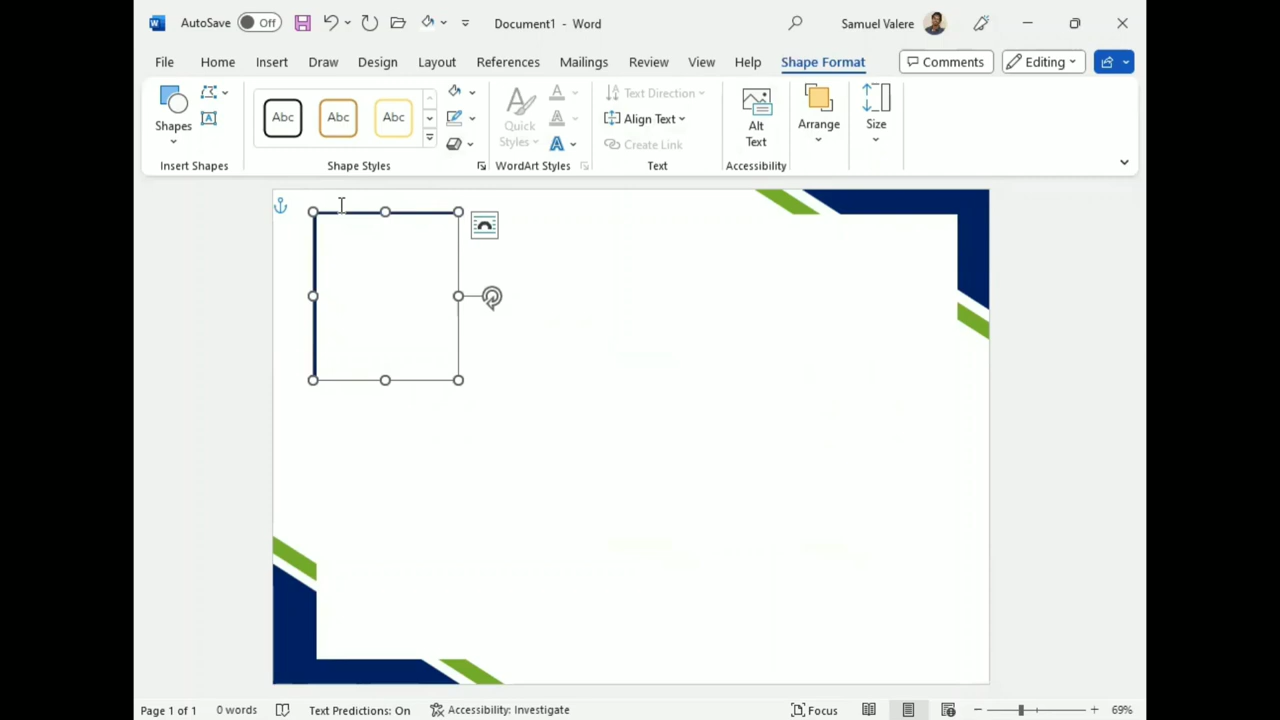 AutoSave Off Document1 - Word Samuel Valere
File Home Insert Draw Design Layout References Mailings Review View Help Shape Format Comments Editing
Shapes
Insert Shapes
Abc Abc Abc
Shape Styles
Quick
Styles
WordArt Styles
Text Direction
Align Text
Create Link
Text
Alt
Text
Accessibility
Arrange
Size
Page 1 of 1 0 words Text Predictions: On Accessibility: Investigate Focus 69%